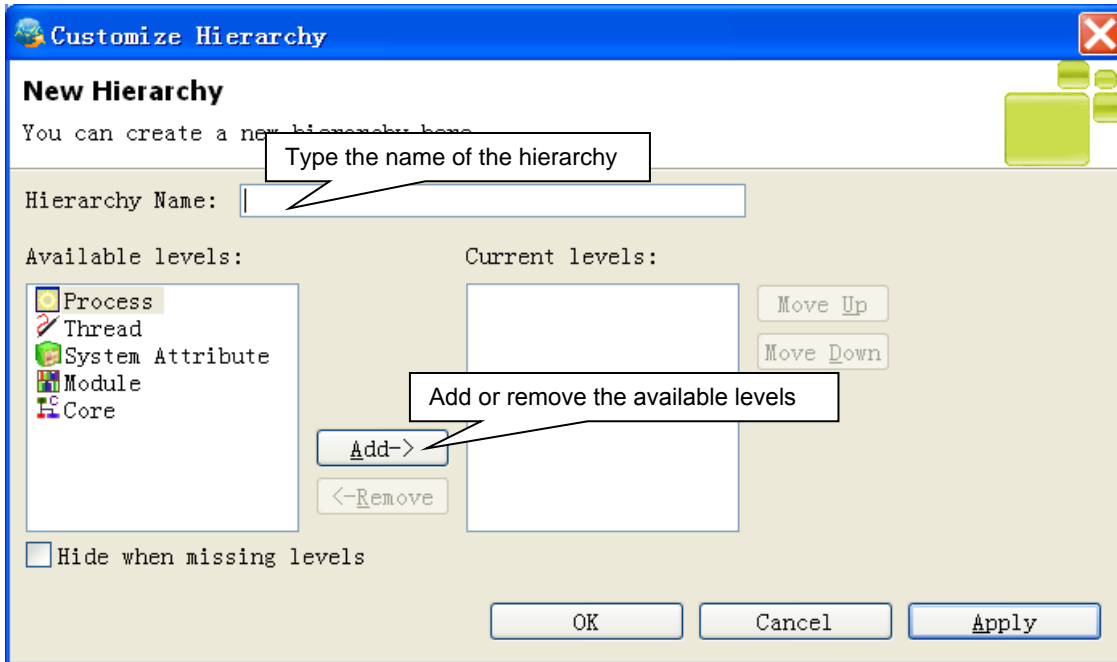 Customize Hierarchy
New Hierarchy
You can create a new hierarchy here
Type the name of the hierarchy
Hierarchy Name:
Available levels:
Current levels:
Process
Thread
System Attribute
Module
Core
Move Up
Move Down
Add or remove the available levels
Add->
<-Remove
Hide when missing levels
OK
Cancel
Apply